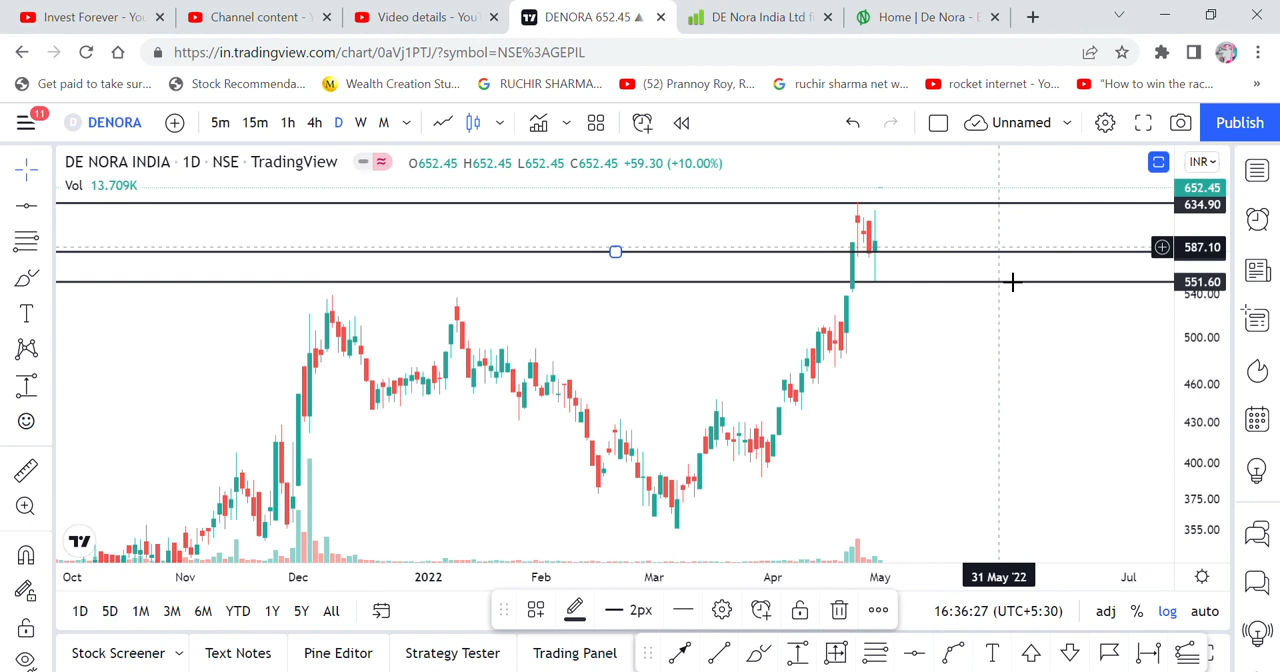 Invest Forever - You
Channel content - 
Video details - You
DENORA 652.45 ▲
DE Nora India Ltd f
Home | De Nora - E
https://in.tradingview.com/chart/0aVj1PTJ/?symbol=NSE%3AGEPIL
Get paid to take sur...
Stock Recommenda...
M Wealth Creation Stu...
RUCHIR SHARMA...
(52) Prannoy Roy, R...
ruchir sharma net w...
rocket internet - Yo...
"How to win the rac...
»
11
D DENORA
5m 15m 1h 4h D W M
Unnamed
Publish
DE NORA INDIA · 1D · NSE · TradingView
O652.45 H652.45 L652.45 C652.45 +59.30 (+10.00%)
INR
Vol 13.709K
652.45
634.90
587.10
551.60
540.00
500.00
460.00
430.00
400.00
375.00
355.00
Oct Nov Dec 2022 Feb Mar Apr May 31 May '22 Jul
1D 5D 1M 3M 6M YTD 1Y 5Y All
2px
16:36:27 (UTC+5:30)
adj % log auto
Stock Screener
Text Notes
Pine Editor
Strategy Tester
Trading Panel